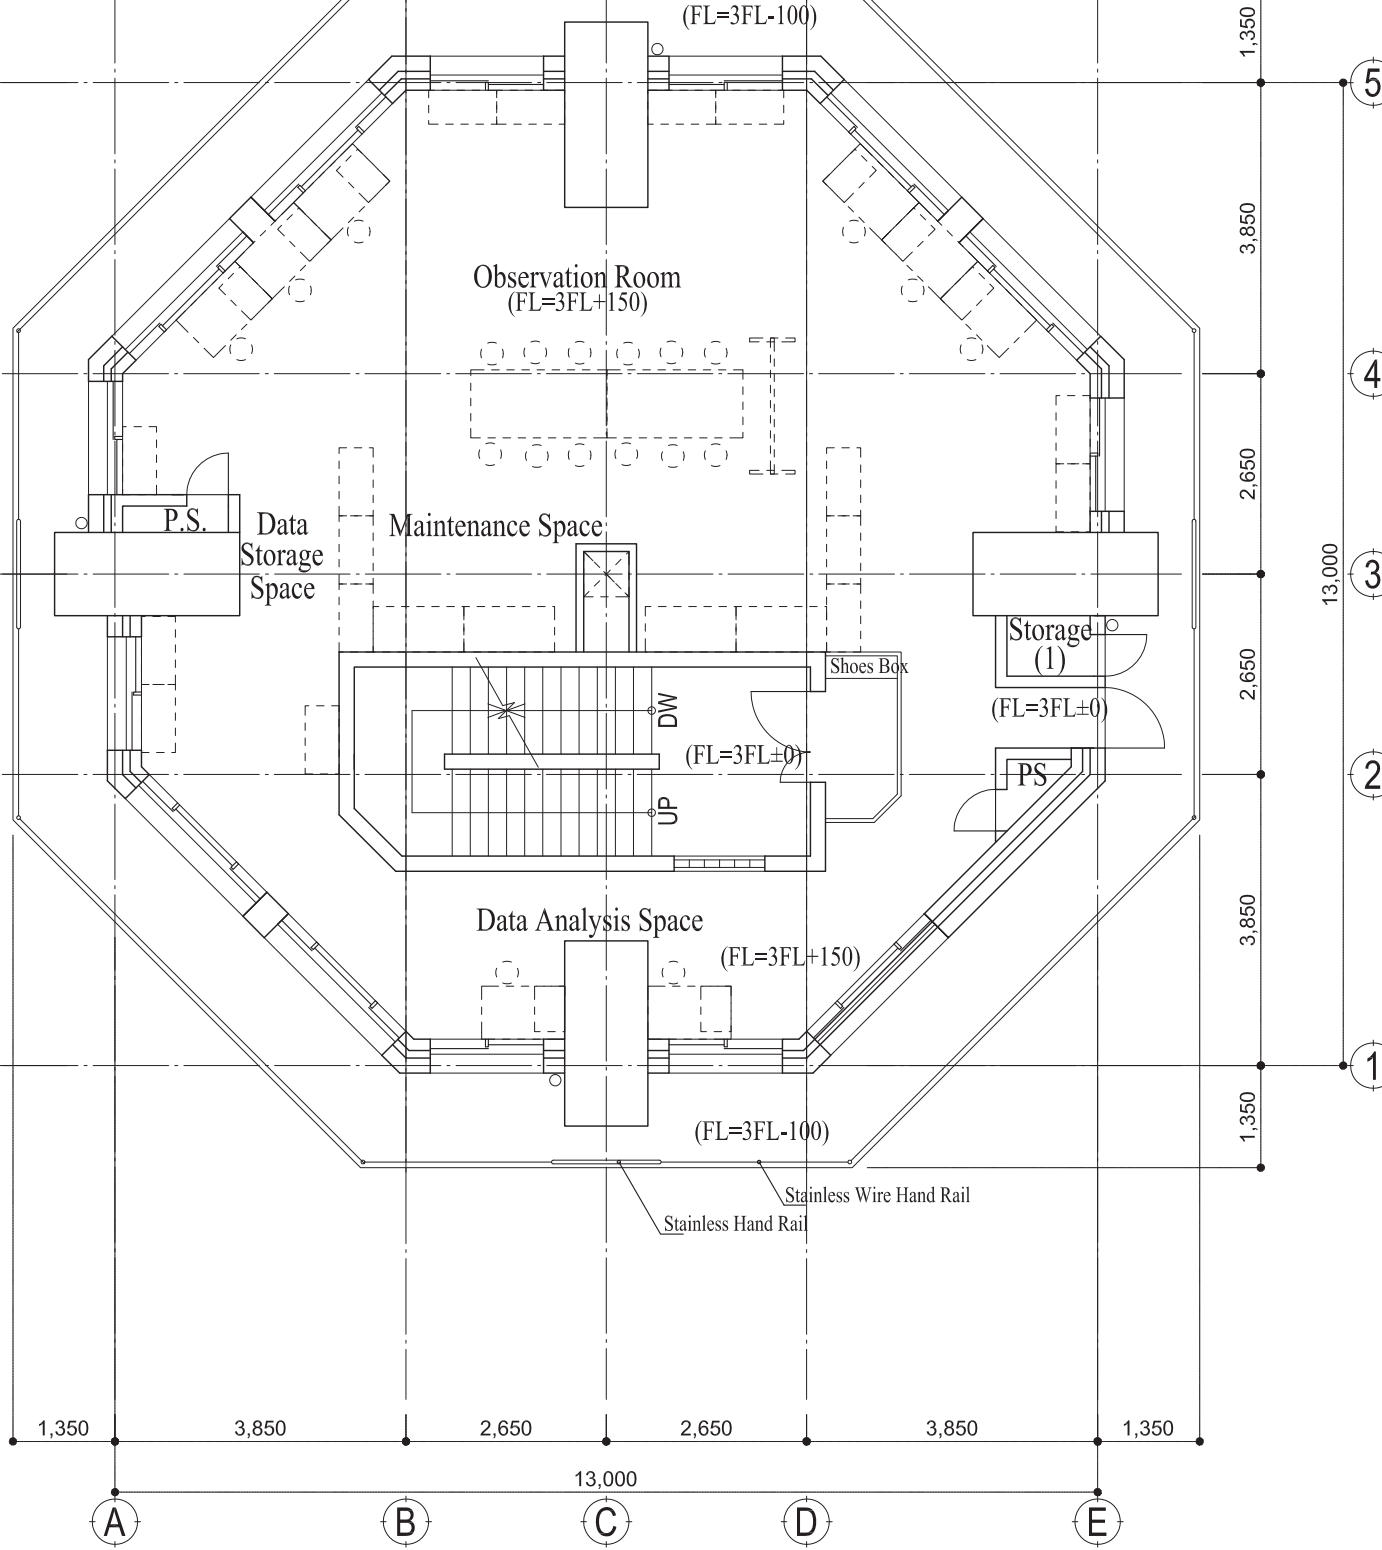 (FL=3FL-100)
1,350
5
3,850
Observation Room
(FL=3FL+150)
4
2,650
P.S.
Data
Storage
Space
Maintenance Space
13,000
3
Storage
(1)
Shoes Box
2,650
DW
(FL=3FL±0)
(FL=3FL±0)
PS
2
UP
Data Analysis Space
3,850
(FL=3FL+150)
1
(FL=3FL-100)
1,350
Stainless Wire Hand Rail
Stainless Hand Rail
1,350
3,850
2,650
2,650
3,850
1,350
13,000
A
B
C
D
E